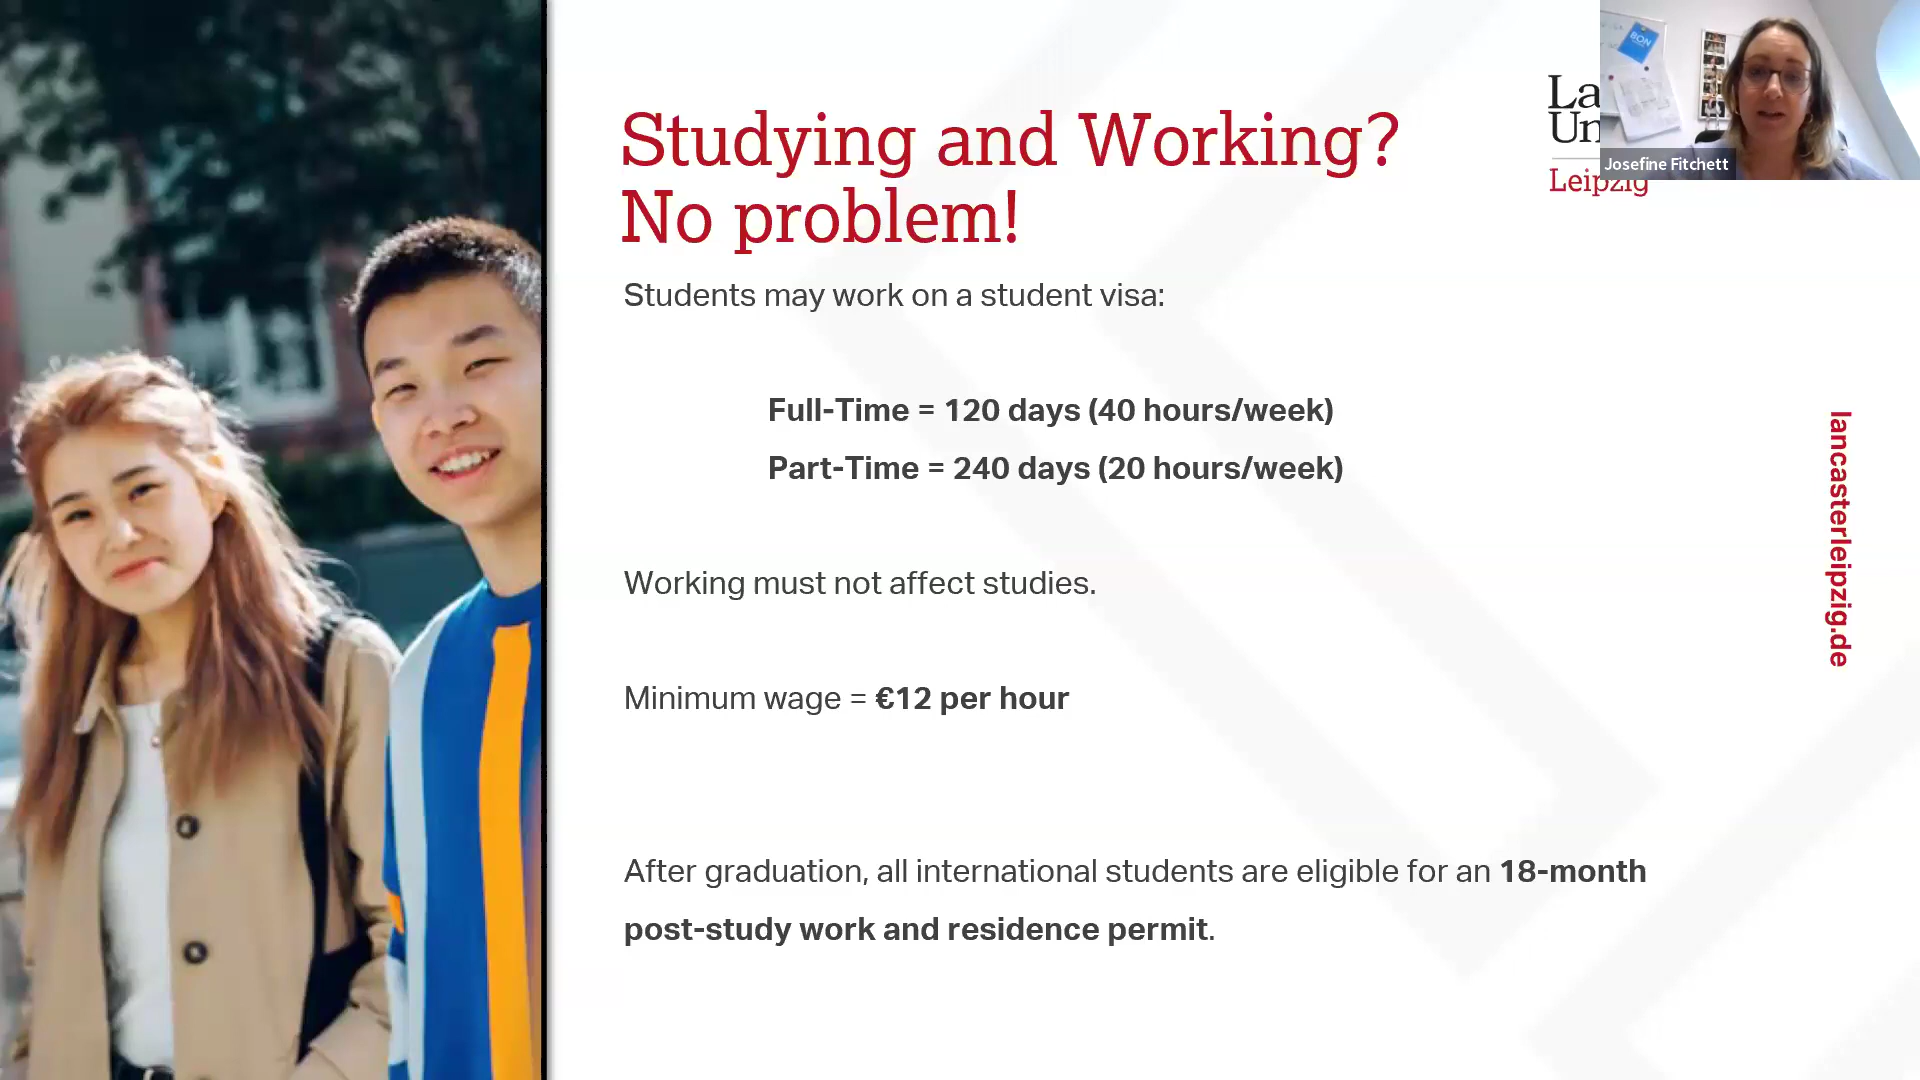 Studying and Working?
No problem!
Students may work on a student visa:
Full-Time = 120 days (40 hours/week)
Part-Time = 240 days (20 hours/week)
Working must not affect studies.
Minimum wage = €12 per hour
After graduation, all international students are eligible for an 18-month
post-study work and residence permit.
La
Un
Leipzig
BON
Josefine Fitchett
lancasterleipzig.de